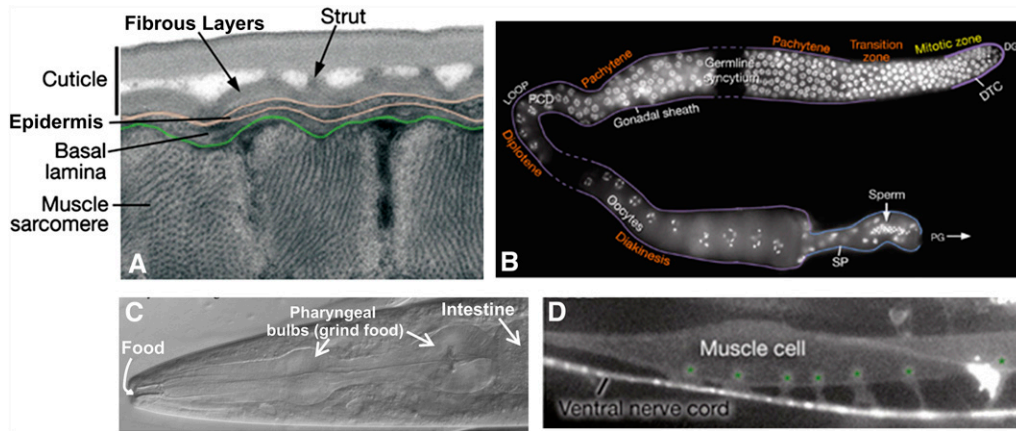 Fibrous Layers
Strut
Cuticle
Epidermis
Basal
lamina
Muscle
sarcomere
A
Pachytene
Germline
syncytium
Pachytene
Transition
zone
Mitotic zone
DG
DTC
LOOP
PCD
Gonadal sheath
Diplotene
Oocytes
Diakinesis
Sperm
SP
PG
B
C
Food
Pharyngeal
bulbs (grind food)
Intestine
D
Muscle cell
Ventral nerve cord